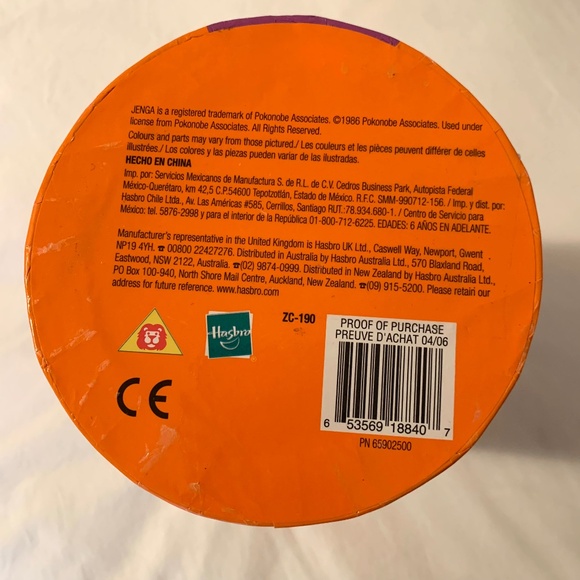 JENGA is a registered trademark of Pokonobe Associates. ©1986 Pokonobe Associates. Used under
license from Pokonobe Associates. All Rights Reserved.
Colours and parts may vary from those pictured./ Les couleurs et les pièces peuvent différer de celles
illustrées./ Los colores y las piezas pueden variar de las ilustradas.
HECHO EN CHINA
Imp. por: Servicios Mexicanos de Manufactura S. de R.L. de C.V. Cedros Business Park, Autopista Federal
México-Querétaro, km 42,5 C.P.54600 Tepotzotlán, Estado de México. R.F.C. SMM-990712-156. / Imp. y dist. por:
Hasbro Chile Ltda., Av. Las Américas #585, Cerrillos, Santiago RUT.:78.934.680-1. / Centro de Servicio para
México: tel. 5876-2998 y para el interior de la República 01-800-712-6225. EDADES: 6 AÑOS EN ADELANTE.
Manufacturer's representative in the United Kingdom is Hasbro UK Ltd., Caswell Way, Newport, Gwent
NP19 4YH. ☎ 00800 22427276. Distributed in Australia by Hasbro Australia Ltd., 570 Blaxland Road,
Eastwood, NSW 2122, Australia. ☎(02) 9874-0999. Distributed in New Zealand by Hasbro Australia Ltd.,
PO Box 100-940, North Shore Mail Centre, Auckland, New Zealand. ☎(09) 915-5200. Please retain our
address for future reference. www.hasbro.com
Hasbro
ZC-190
PROOF OF PURCHASE
PREUVE D'ACHAT 04/06
6 53569 18840 7
PN 65902500
CE